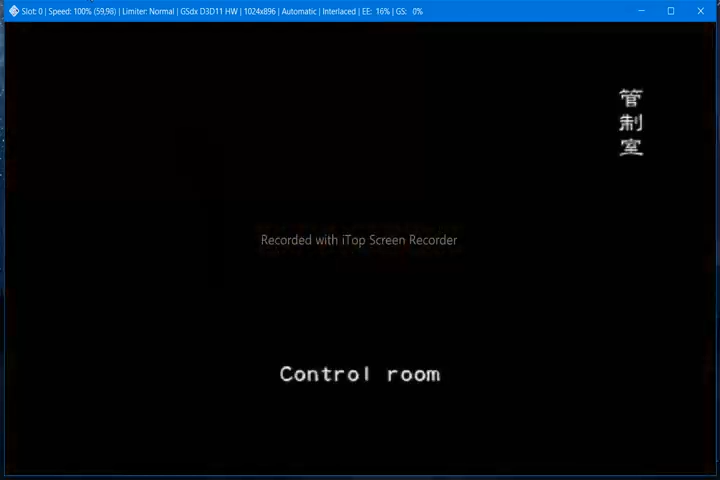 Slot: 0 | Speed: 100% (59,98) | Limiter: Normal | GSdx D3D11 HW | 1024x896 | Automatic | Interlaced | EE: 16% | GS: 0%
管制室
Recorded with iTop Screen Recorder
Control room